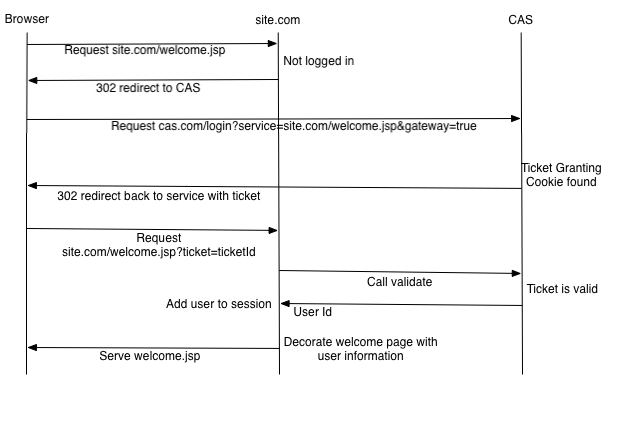 Browser
site.com
CAS
Request site.com/welcome.jsp
Not logged in
302 redirect to CAS
Request cas.com/login?service=site.com/welcome.jsp&gateway=true
Ticket Granting
Cookie found
302 redirect back to service with ticket
Request
site.com/welcome.jsp?ticket=ticketId
Call validate
Ticket is valid
Add user to session
User Id
Decorate welcome page with
user information
Serve welcome.jsp